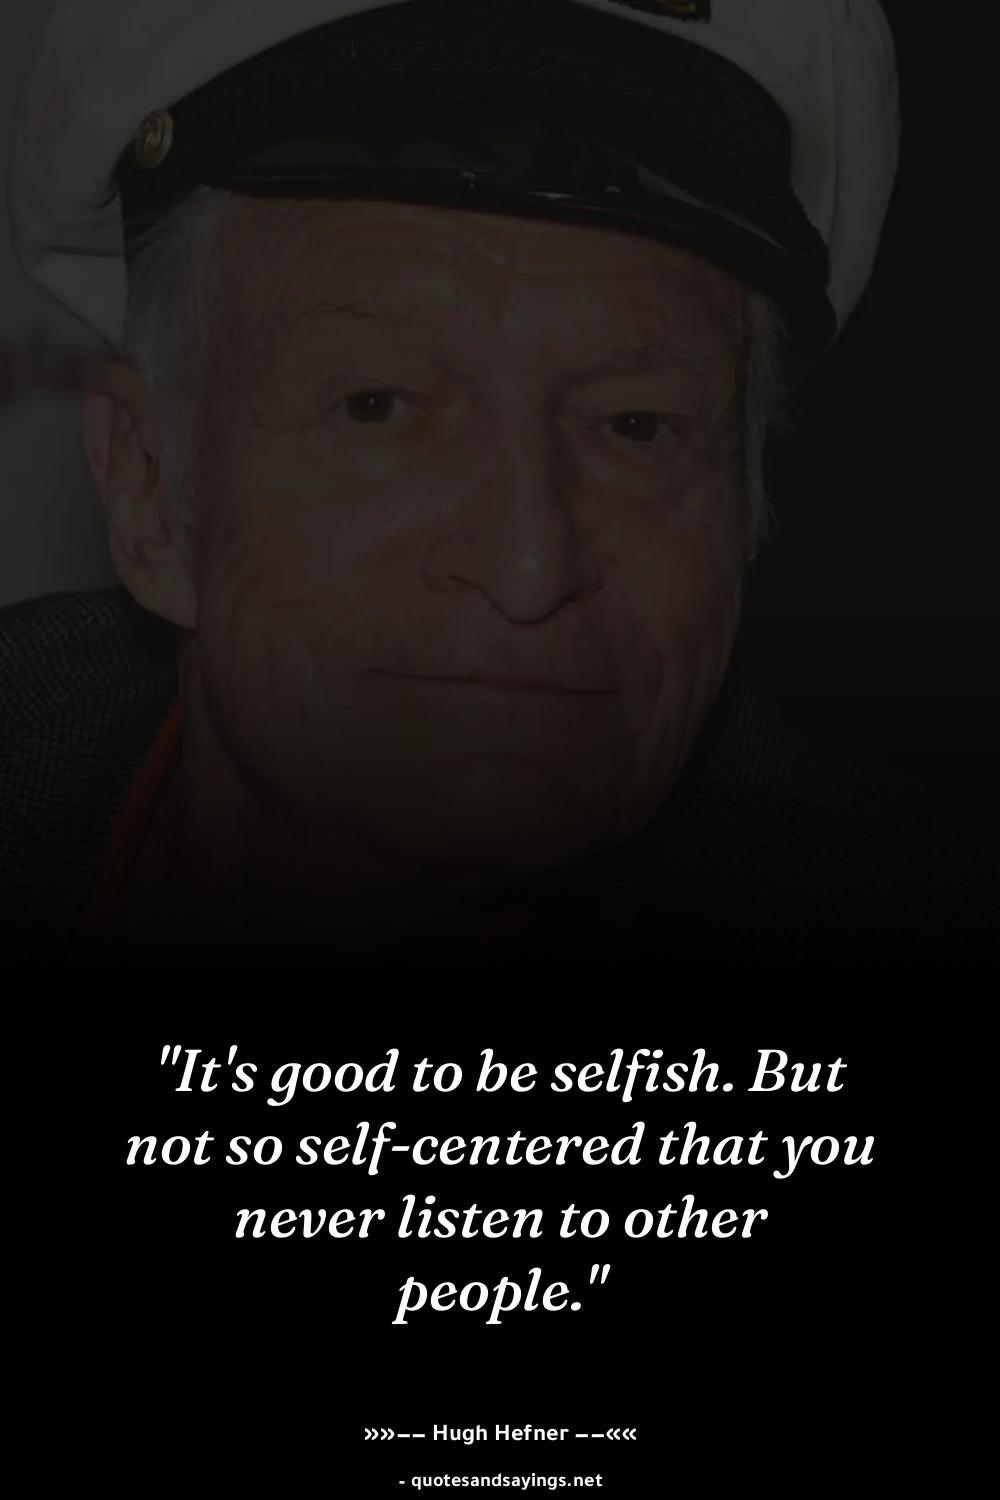 "It's good to be selfish. But
not so self-centered that you
never listen to other
people."
»»−− Hugh Hefner −−««
- quotesandsayings.net